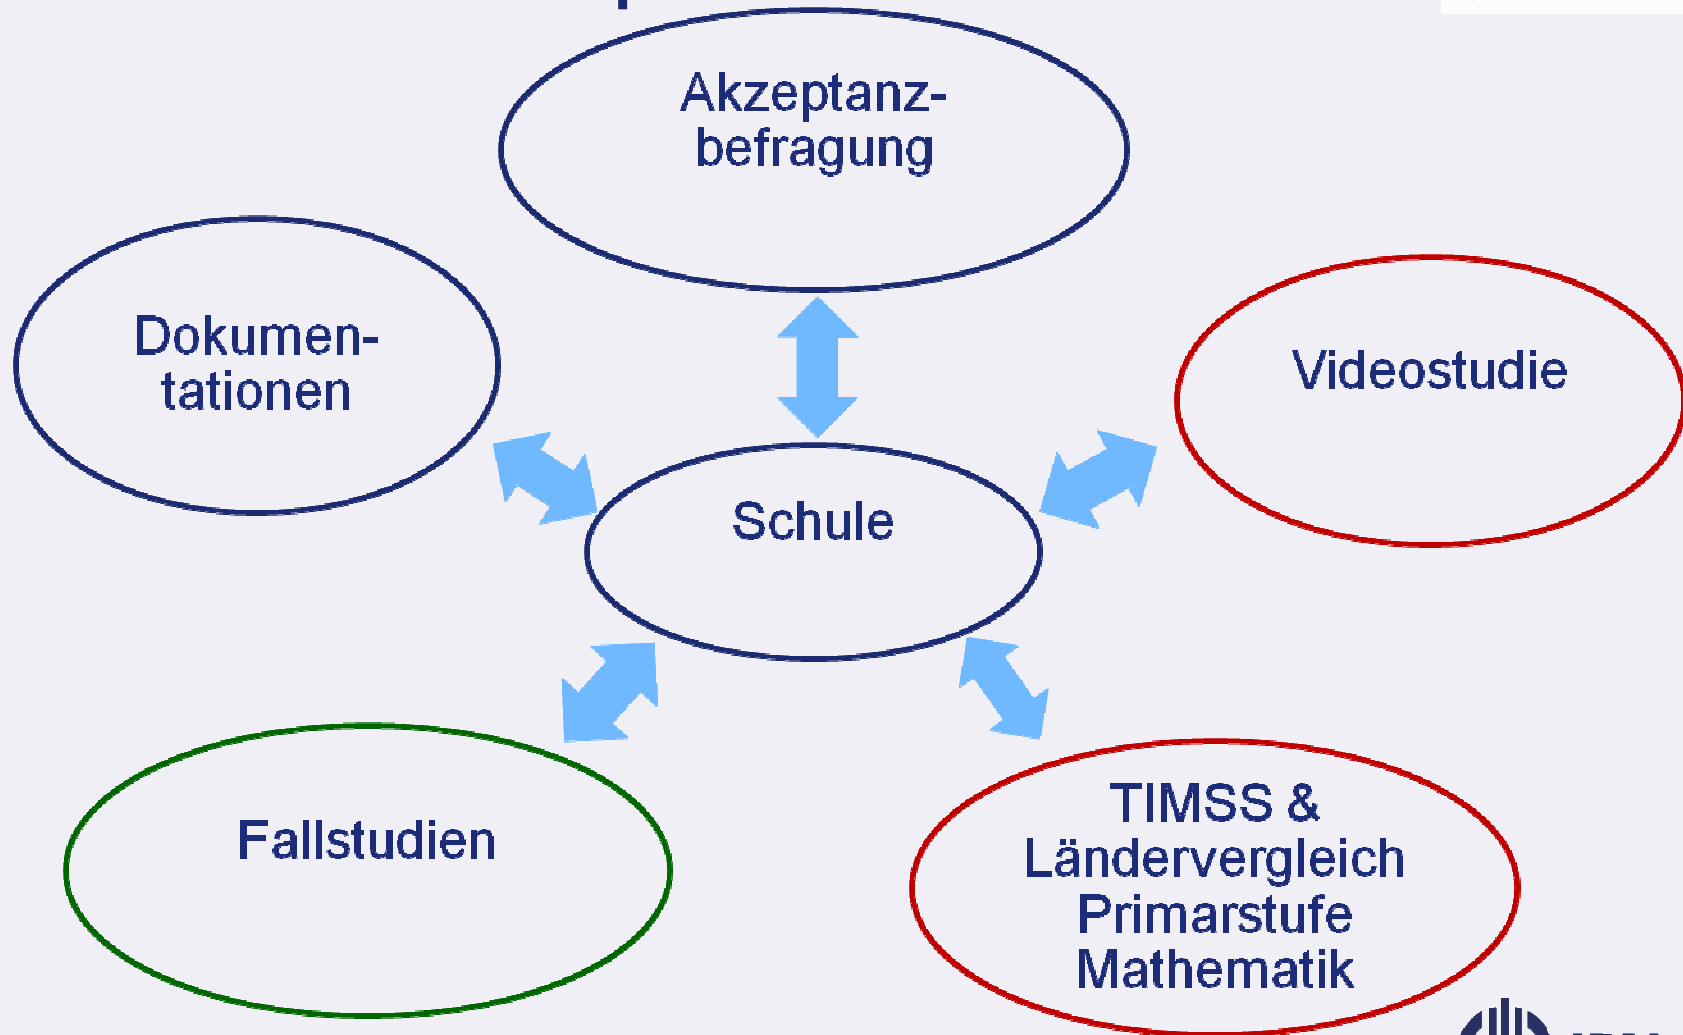 Akzeptanz-
befragung
Dokumen-
tationen
Videostudie
Schule
Fallstudien
TIMSS &
Ländervergleich
Primarstufe
Mathematik